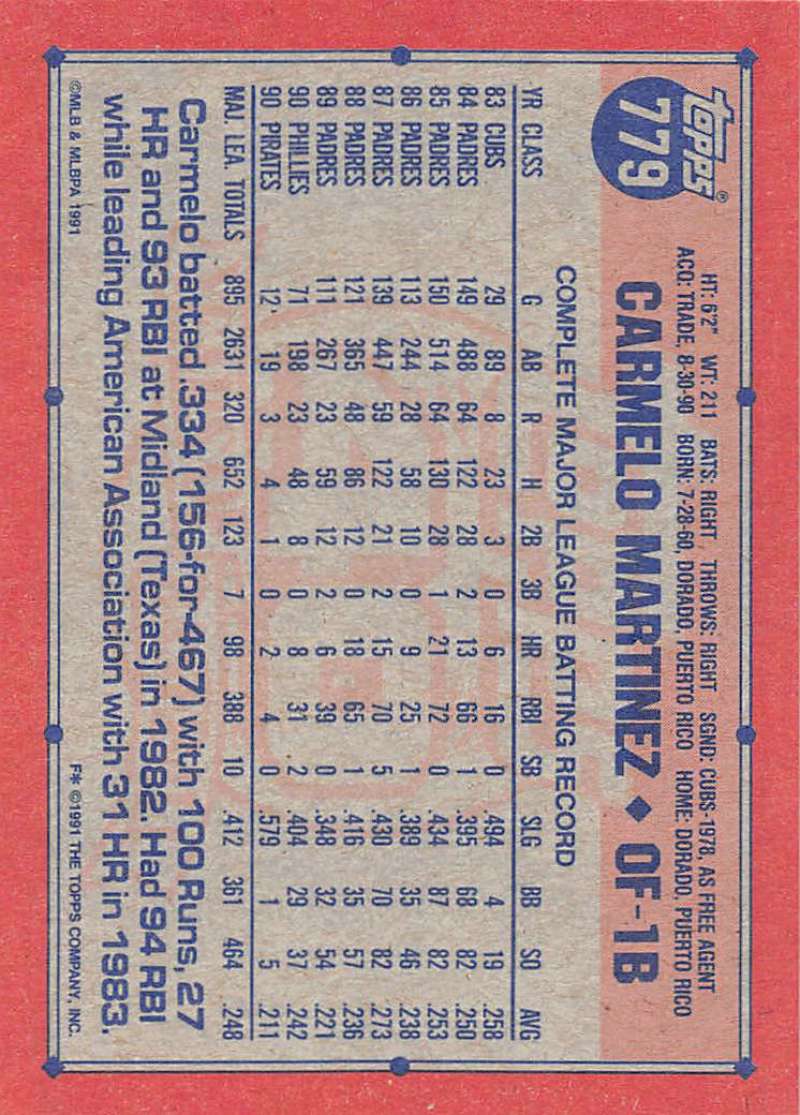 topps®
779
HT: 6'2" WT: 211 BATS: RIGHT THROWS: RIGHT SGND: CUBS-1978, AS FREE AGENT
ACQ: TRADE, 8-30-90 BORN: 7-28-60, DORADO, PUERTO RICO HOME: DORADO, PUERTO RICO
CARMELO MARTINEZ ◆ OF-1B
COMPLETE MAJOR LEAGUE BATTING RECORD
YR CLASS G AB R H 2B 3B HR RBI SB SLG BB SO AVG
83 CUBS 29 89 8 23 3 0 6 16 0 .494 4 19 .258
84 PADRES 149 488 64 122 28 2 13 66 1 .395 68 82 .250
85 PADRES 150 514 64 130 28 1 21 72 0 .434 87 82 .253
86 PADRES 113 244 28 58 10 0 9 25 1 .389 35 46 .238
87 PADRES 139 447 59 122 21 2 15 70 5 .430 70 82 .273
88 PADRES 121 365 48 86 12 0 18 65 1 .416 35 57 .236
89 PADRES 111 267 23 59 12 2 6 39 0 .348 32 54 .221
90 PHILLIES 71 198 23 48 8 0 8 31 2 .404 29 37 .242
90 PIRATES 12 19 3 4 1 0 2 4 0 .579 1 5 .211
MAJ. LEA. TOTALS 895 2631 320 652 123 7 98 388 10 .412 361 464 .248
Carmelo batted .334 (156-for-467) with 100 Runs, 27
HR and 93 RBI at Midland (Texas) in 1982. Had 94 RBI
while leading American Association with 31 HR in 1983.
©MLB & MLBPA 1991 F* ©1991 THE TOPPS COMPANY, INC.